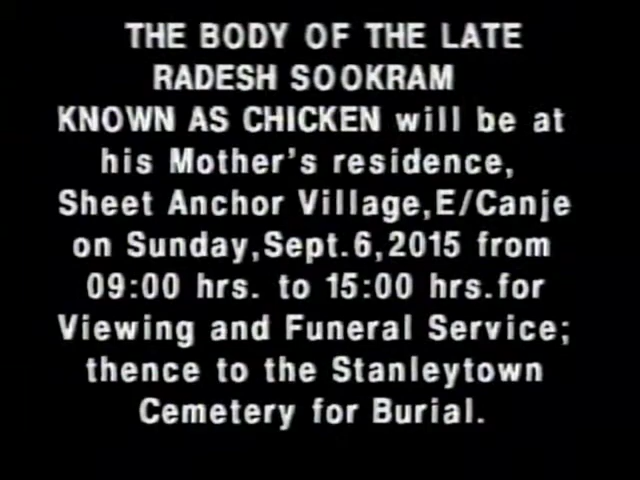 THE BODY OF THE LATE
RADESH SOOKRAM
KNOWN AS CHICKEN will be at
his Mother's residence,
Sheet Anchor Village,E/Canje
on Sunday,Sept.6,2015 from
09:00 hrs. to 15:00 hrs.for
Viewing and Funeral Service;
thence to the Stanleytown
Cemetery for Burial.